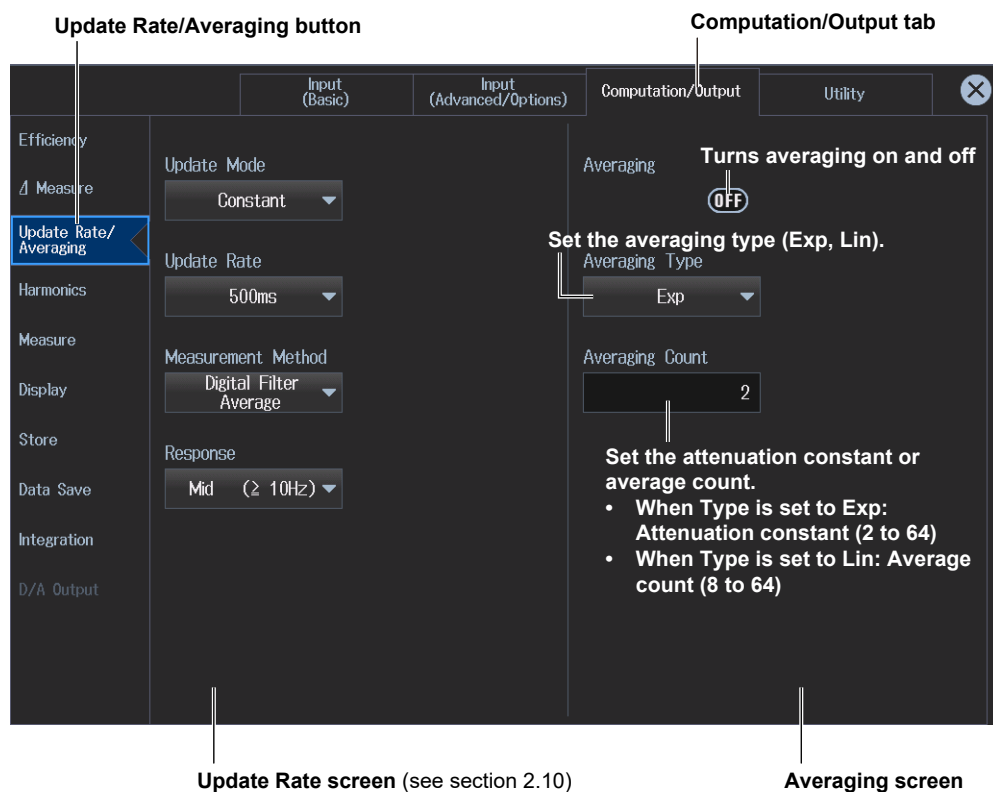 Update Rate/Averaging button
Computation/Output tab
Input
(Basic)
Input
(Advanced/Options)
Computation/Output
Utility
Efficiency
Δ Measure
Update Rate/
Averaging
Harmonics
Measure
Display
Store
Data Save
Integration
D/A Output
Update Mode
Constant
Update Rate
500ms
Measurement Method
Digital Filter
Average
Response
Mid (≧ 10Hz)
Averaging
Turns averaging on and off
OFF
Set the averaging type (Exp, Lin).
Averaging Type
Exp
Averaging Count
2
Set the attenuation constant or
average count.
• When Type is set to Exp:
Attenuation constant (2 to 64)
• When Type is set to Lin: Average
count (8 to 64)
Update Rate screen (see section 2.10)
Averaging screen